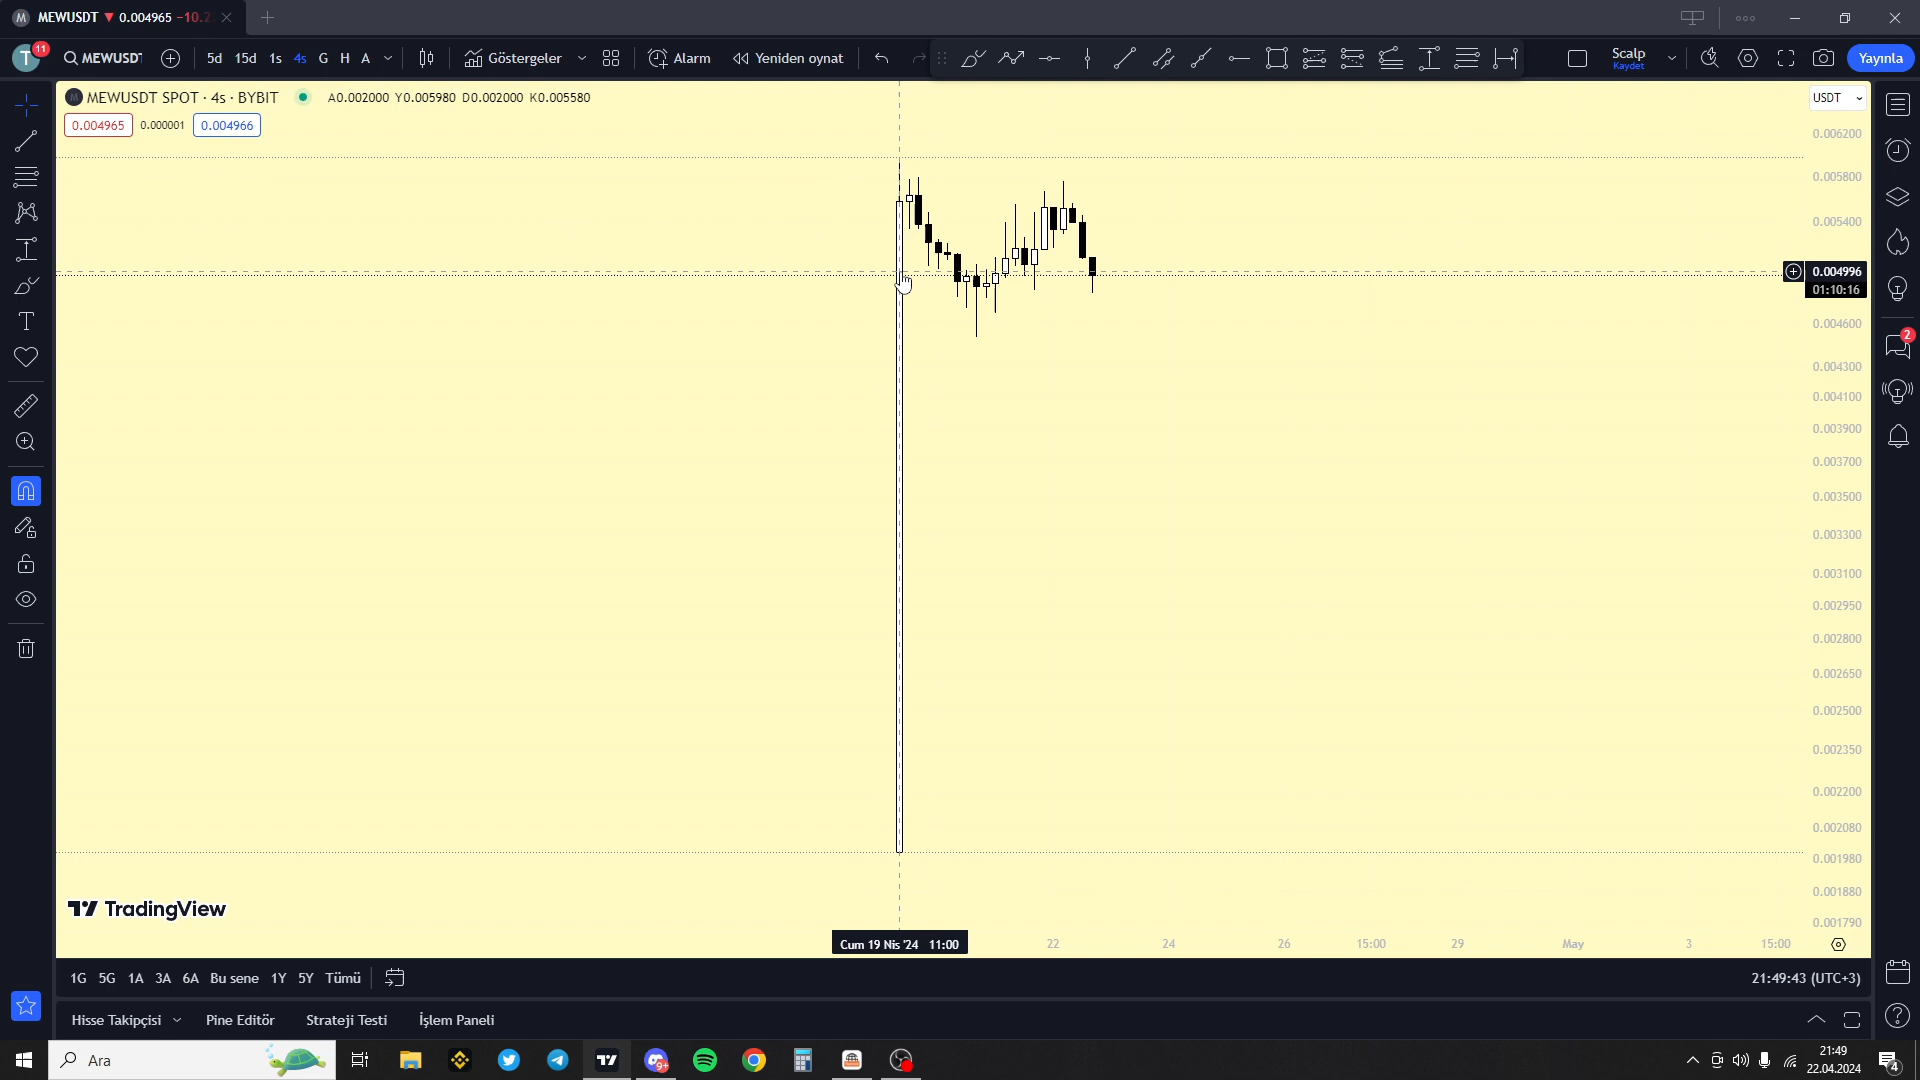 M MEWUSDT ▼ 0.004965 −10.2
T 11 MEWUSDT 5d 15d 1s 4s G H A Göstergeler Alarm Yeniden oynat Scalp Kaydet Yayınla
MEWUSDT SPOT · 4s · BYBIT A0.002000 Y0.005980 D0.002000 K0.005580
USDT
0.004965 0.000001 0.004966
0.006200
0.005800
0.005400
0.004996
01:10:16
0.004600
2
0.004300
0.004100
0.003900
0.003700
0.003500
0.003300
0.003100
0.002950
0.002800
0.002650
0.002500
0.002350
0.002200
0.002080
0.001980
0.001880
0.001790
TradingView
Cum 19 Nis '24 11:00 22 24 26 15:00 29 May 3 15:00
1G 5G 1A 3A 6A Bu sene 1Y 5Y Tümü 21:49:43 (UTC+3)
Hisse Takipçisi Pine Editör Strateji Testi İşlem Paneli
Ara 9+ 21:49
22.04.2024 4